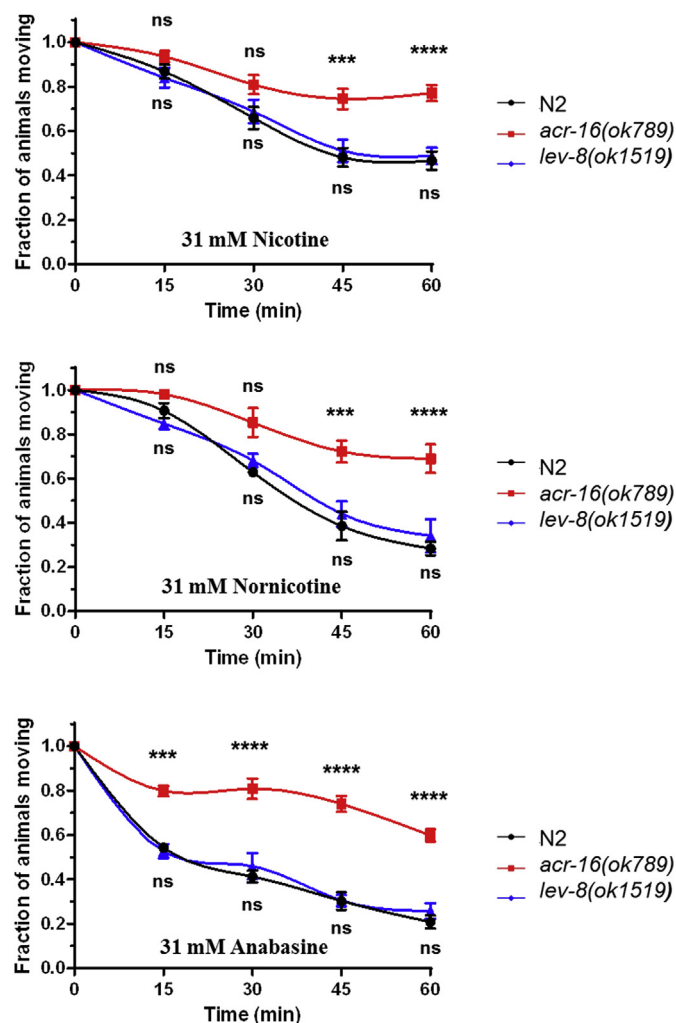 Fraction of animals moving
1.0
0.8
0.6
0.4
0.2
0.0
ns
ns
***
****
ns
ns
ns
ns
31 mM Nicotine
0
15
30
45
60
Time (min)
N2
acr-16(ok789)
lev-8(ok1519)
Fraction of animals moving
1.0
0.8
0.6
0.4
0.2
0.0
ns
ns
***
****
ns
ns
ns
ns
31 mM Nornicotine
0
15
30
45
60
Time (min)
N2
acr-16(ok789)
lev-8(ok1519)
Fraction of animals moving
1.0
0.8
0.6
0.4
0.2
0.0
***
****
****
****
ns
ns
ns
ns
31 mM Anabasine
0
15
30
45
60
Time (min)
N2
acr-16(ok789)
lev-8(ok1519)